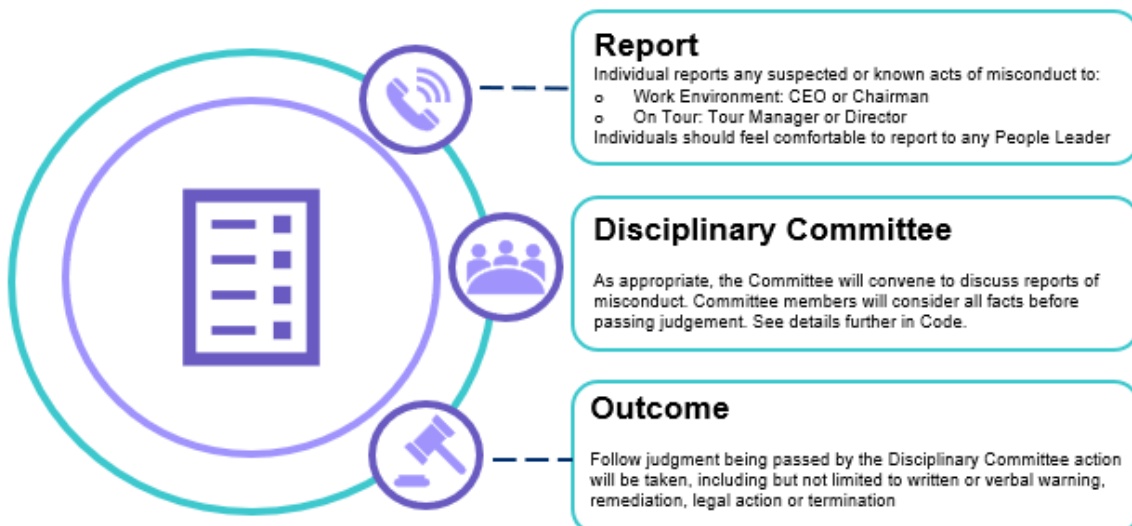 Report
Individual reports any suspected or known acts of misconduct to:
o Work Environment: CEO or Chairman
o On Tour: Tour Manager or Director
Individuals should feel comfortable to report to any People Leader
Disciplinary Committee
As appropriate, the Committee will convene to discuss reports of
misconduct. Committee members will consider all facts before
passing judgement. See details further in Code.
Outcome
Follow judgment being passed by the Disciplinary Committee action
will be taken, including but not limited to written or verbal warning,
remediation, legal action or termination